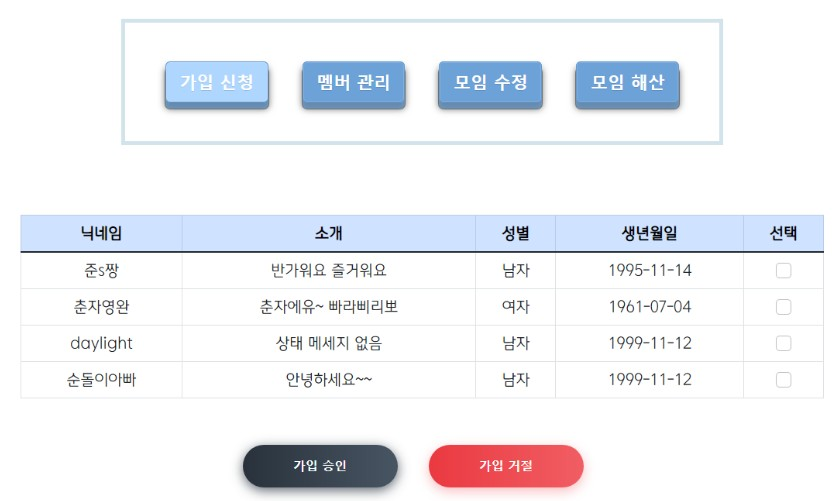 가입 신청 멤버 관리 모임 수정 모임 해산
닉네임 소개 성별 생년월일 선택
준s짱 반가워요 즐거워요 남자 1995-11-14
춘자영완 춘자에유~ 빠라삐리뽀 여자 1961-07-04
daylight 상태 메세지 없음 남자 1999-11-12
순돌이아빠 안녕하세요~~ 남자 1999-11-12
가입 승인 가입 거절